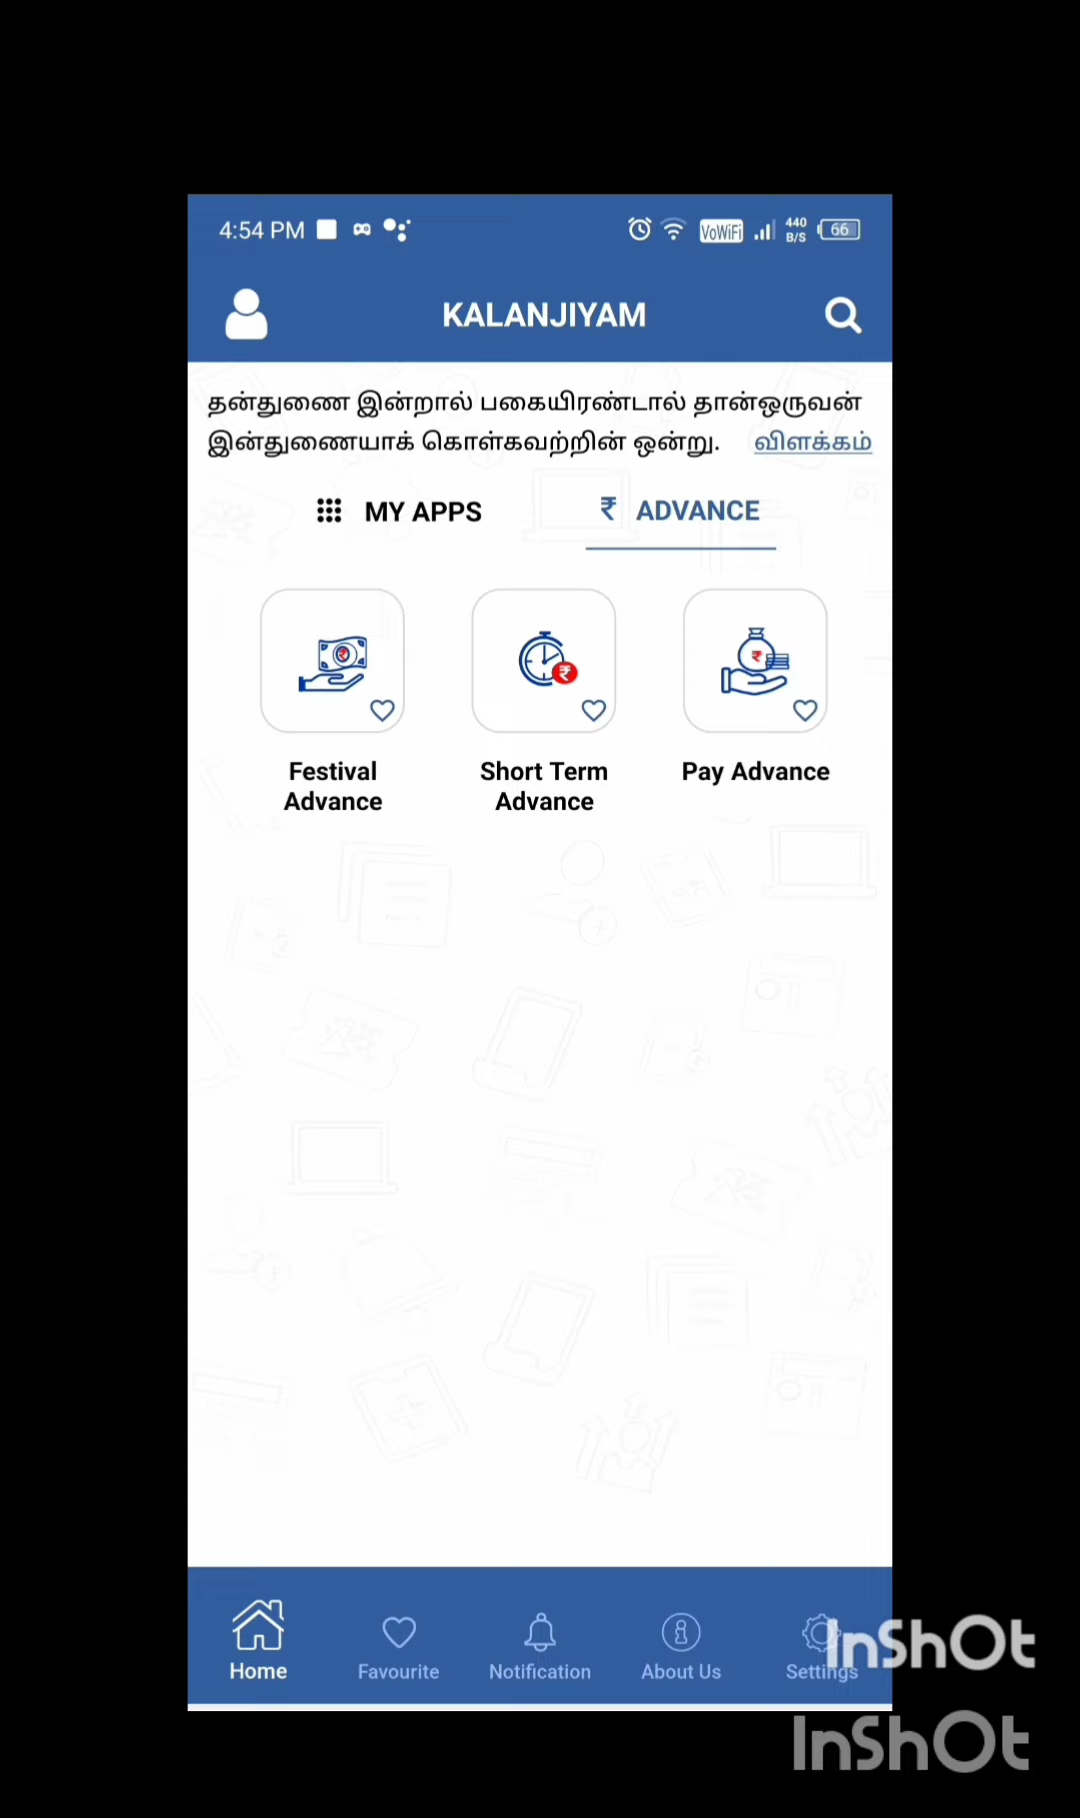 4:54 PM VoWiFi 440 B/S 66
KALANJIYAM
தன்துணை இன்றால் பகையிரண்டால் தான்ஒருவன்
இன்துணையாக் கொள்கவற்றின் ஒன்று. விளக்கம்
MY APPS ₹ ADVANCE
Festival Advance
Short Term Advance
Pay Advance
Home Favourite Notification About Us Settings
InShOt
InShOt